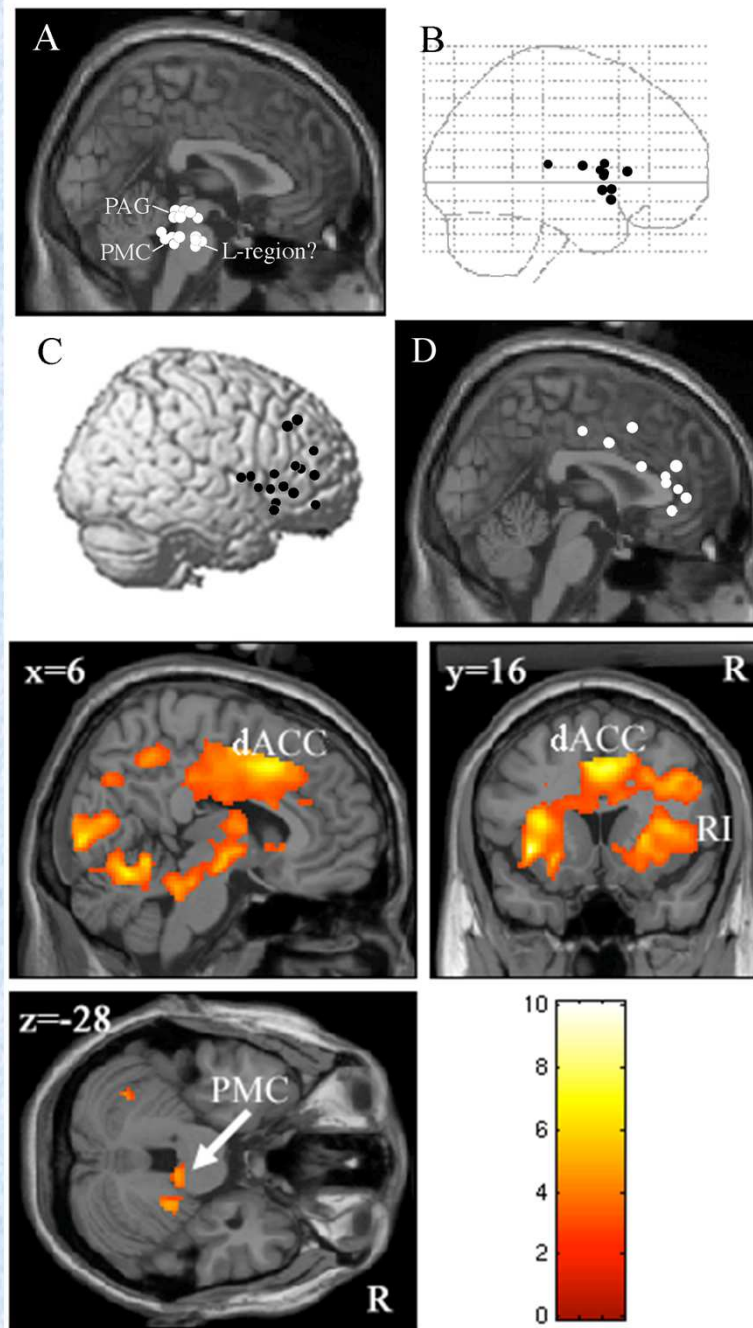 A
B
PAG
PMC
L-region?
C
D
x=6
dACC
y=16
R
dACC
RI
z=-28
PMC
R
10
8
6
4
2
0